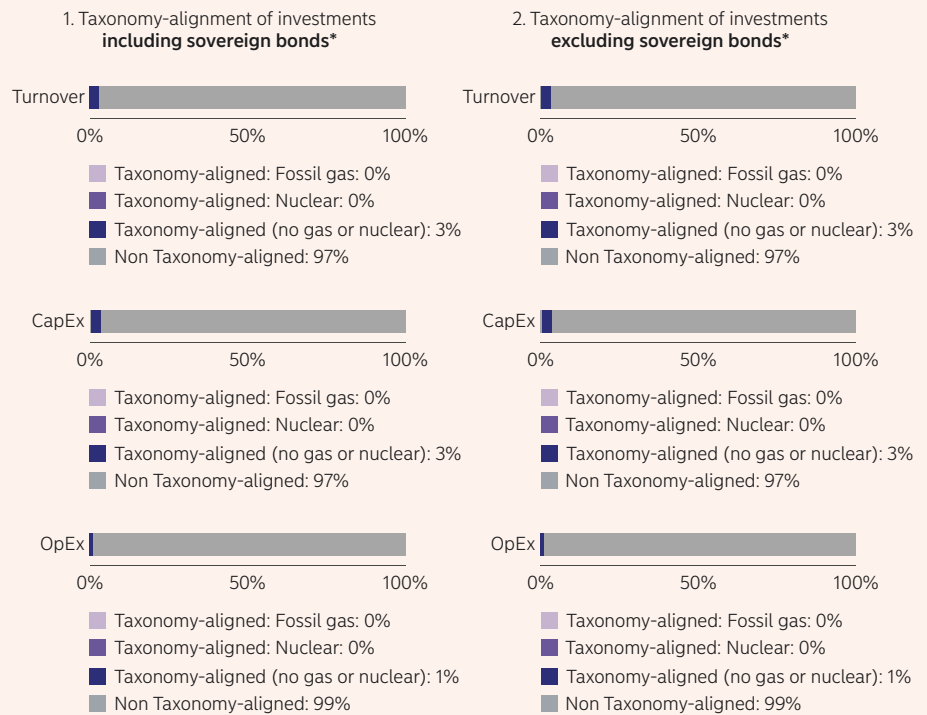 1. Taxonomy-alignment of investments
including sovereign bonds*
Turnover
0% 50% 100%
Taxonomy-aligned: Fossil gas: 0%
Taxonomy-aligned: Nuclear: 0%
Taxonomy-aligned (no gas or nuclear): 3%
Non Taxonomy-aligned: 97%
CapEx
0% 50% 100%
Taxonomy-aligned: Fossil gas: 0%
Taxonomy-aligned: Nuclear: 0%
Taxonomy-aligned (no gas or nuclear): 3%
Non Taxonomy-aligned: 97%
OpEx
0% 50% 100%
Taxonomy-aligned: Fossil gas: 0%
Taxonomy-aligned: Nuclear: 0%
Taxonomy-aligned (no gas or nuclear): 1%
Non Taxonomy-aligned: 99%
2. Taxonomy-alignment of investments
excluding sovereign bonds*
Turnover
0% 50% 100%
Taxonomy-aligned: Fossil gas: 0%
Taxonomy-aligned: Nuclear: 0%
Taxonomy-aligned (no gas or nuclear): 3%
Non Taxonomy-aligned: 97%
CapEx
0% 50% 100%
Taxonomy-aligned: Fossil gas: 0%
Taxonomy-aligned: Nuclear: 0%
Taxonomy-aligned (no gas or nuclear): 3%
Non Taxonomy-aligned: 97%
OpEx
0% 50% 100%
Taxonomy-aligned: Fossil gas: 0%
Taxonomy-aligned: Nuclear: 0%
Taxonomy-aligned (no gas or nuclear): 1%
Non Taxonomy-aligned: 99%